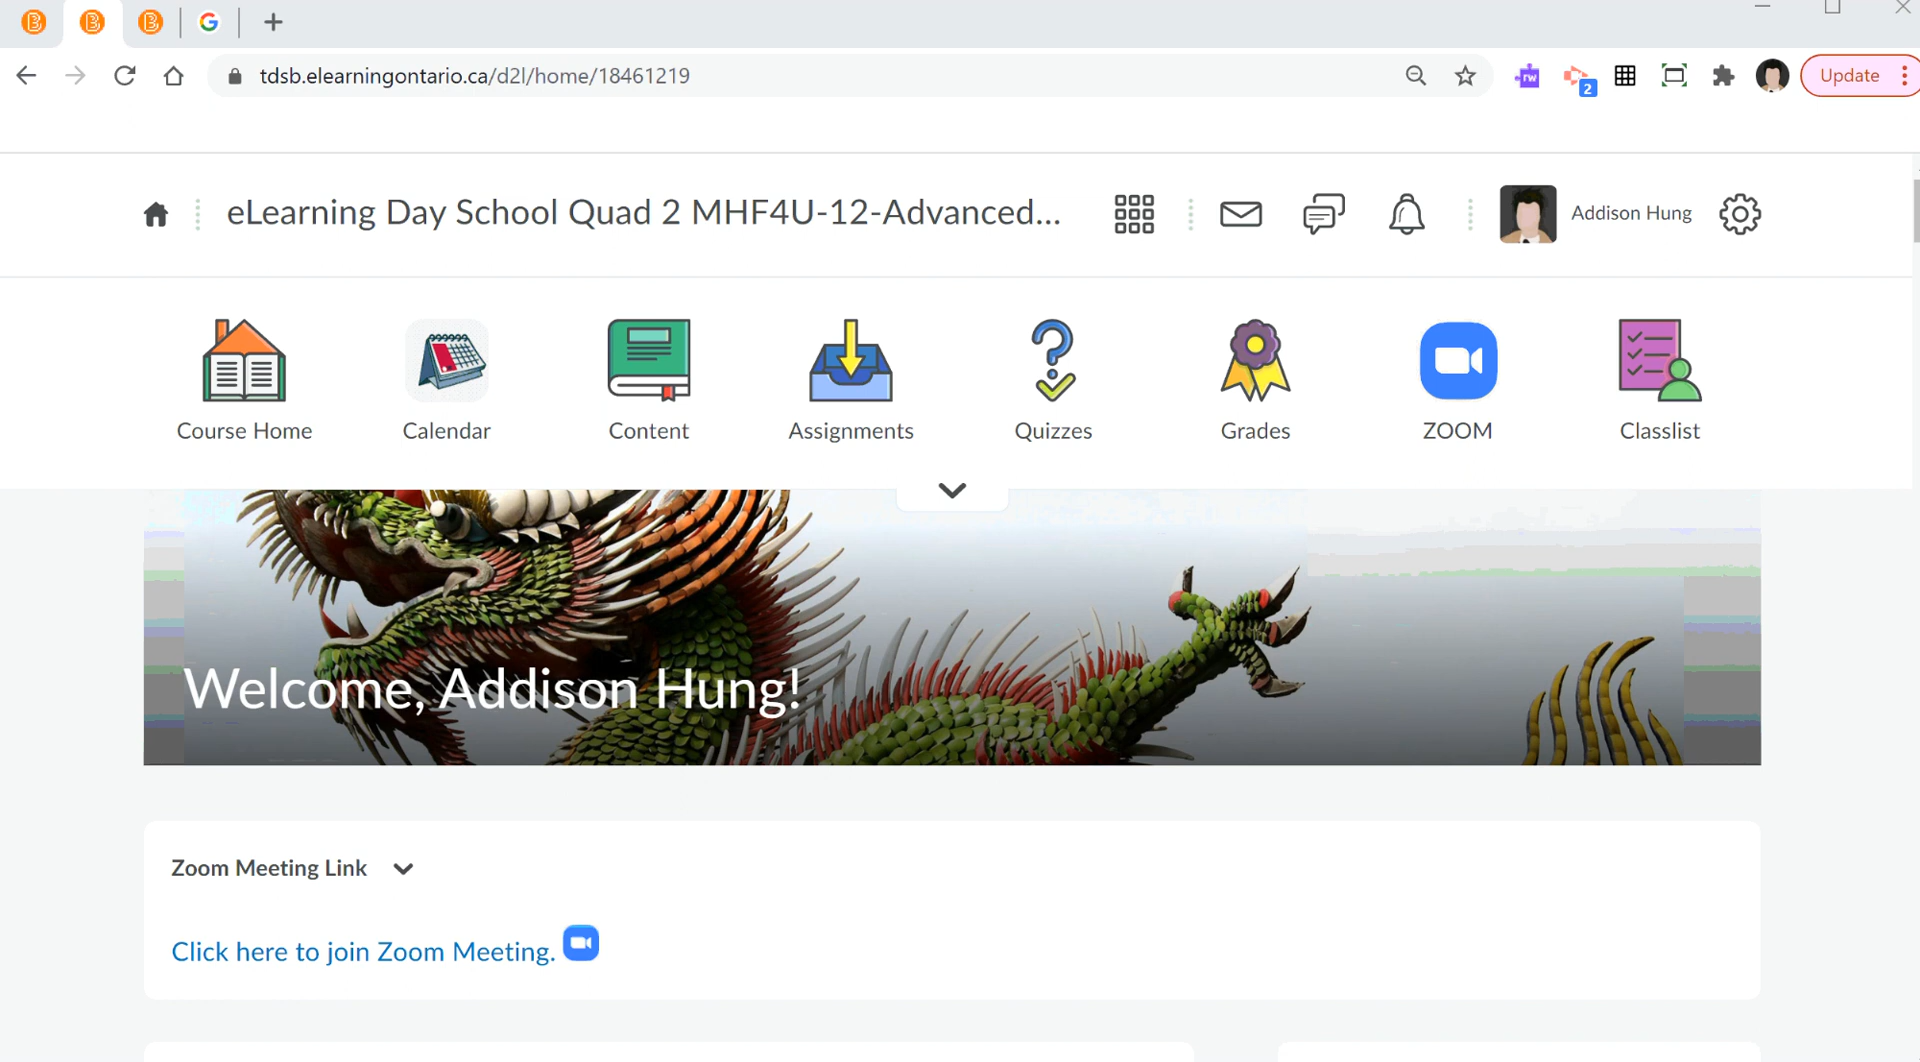 tdsb.elearningontario.ca/d2l/home/18461219
rw
2
Update
eLearning Day School Quad 2 MHF4U-12-Advanced...
Addison Hung
Course Home
Calendar
Content
Assignments
Quizzes
Grades
ZOOM
Classlist
Welcome, Addison Hung!
Zoom Meeting Link
Click here to join Zoom Meeting.